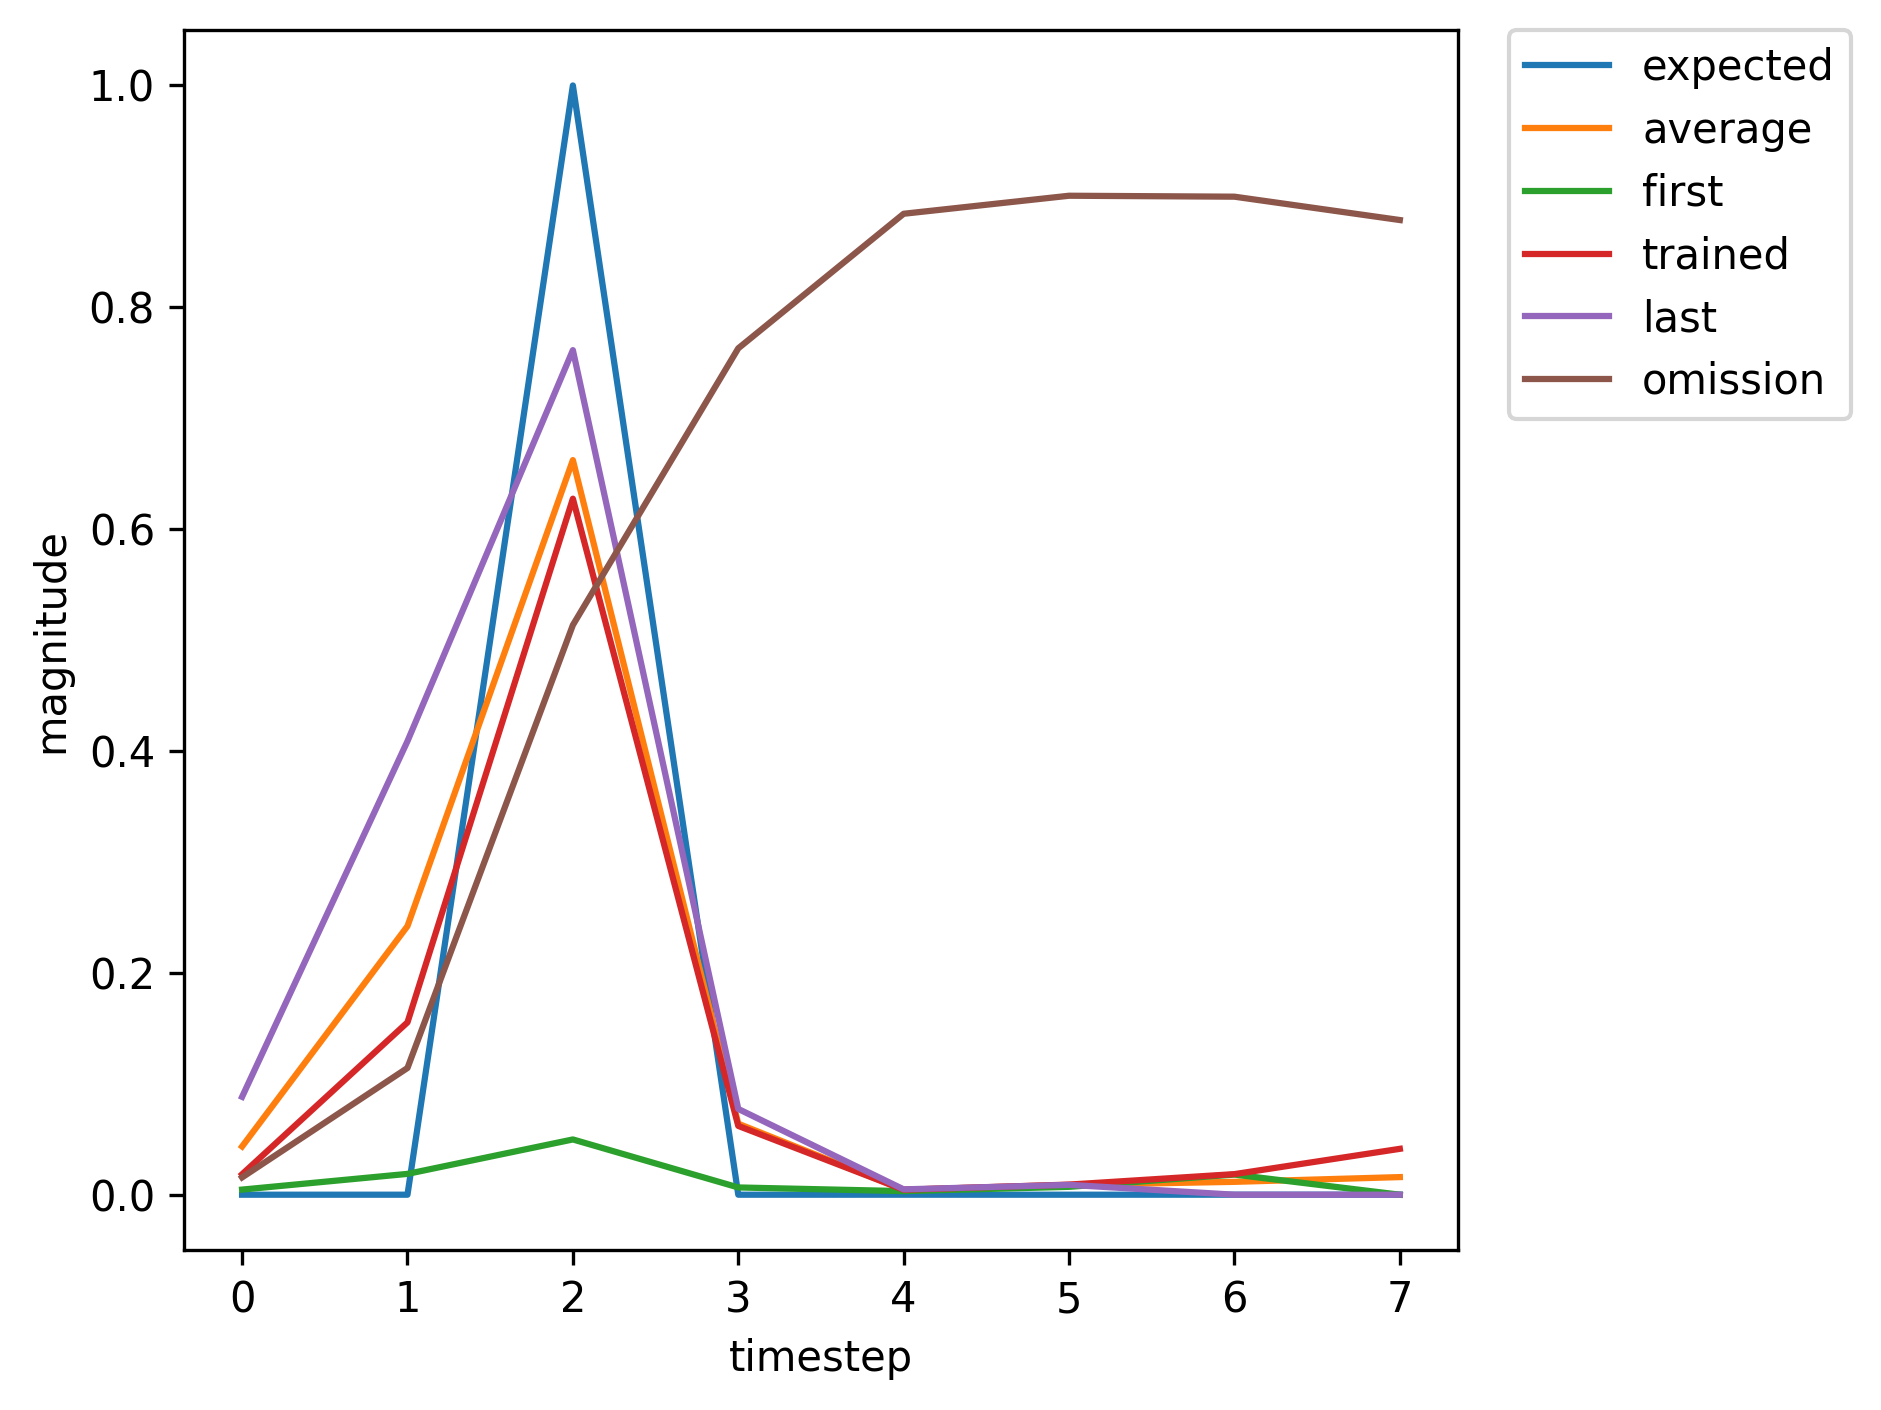 expected
average
first
trained
last
omission
1.0
0.8
0.6
0.4
0.2
0.0
magnitude
0 1 2 3 4 5 6 7
timestep